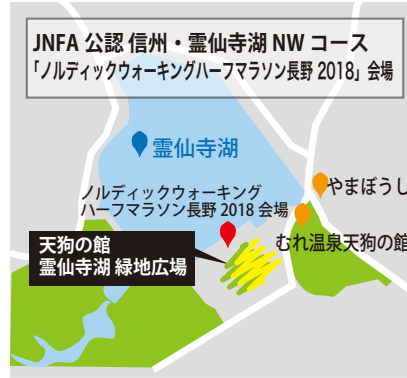 JNFA 公認 信州・霊仙寺湖 NW コース
「ノルディックウォーキングハーフマラソン長野 2018」会場
霊仙寺湖
やまぼうし
ノルディックウォーキング
ハーフマラソン長野 2018 会場
むれ温泉天狗の館
天狗の館
霊仙寺湖 緑地広場